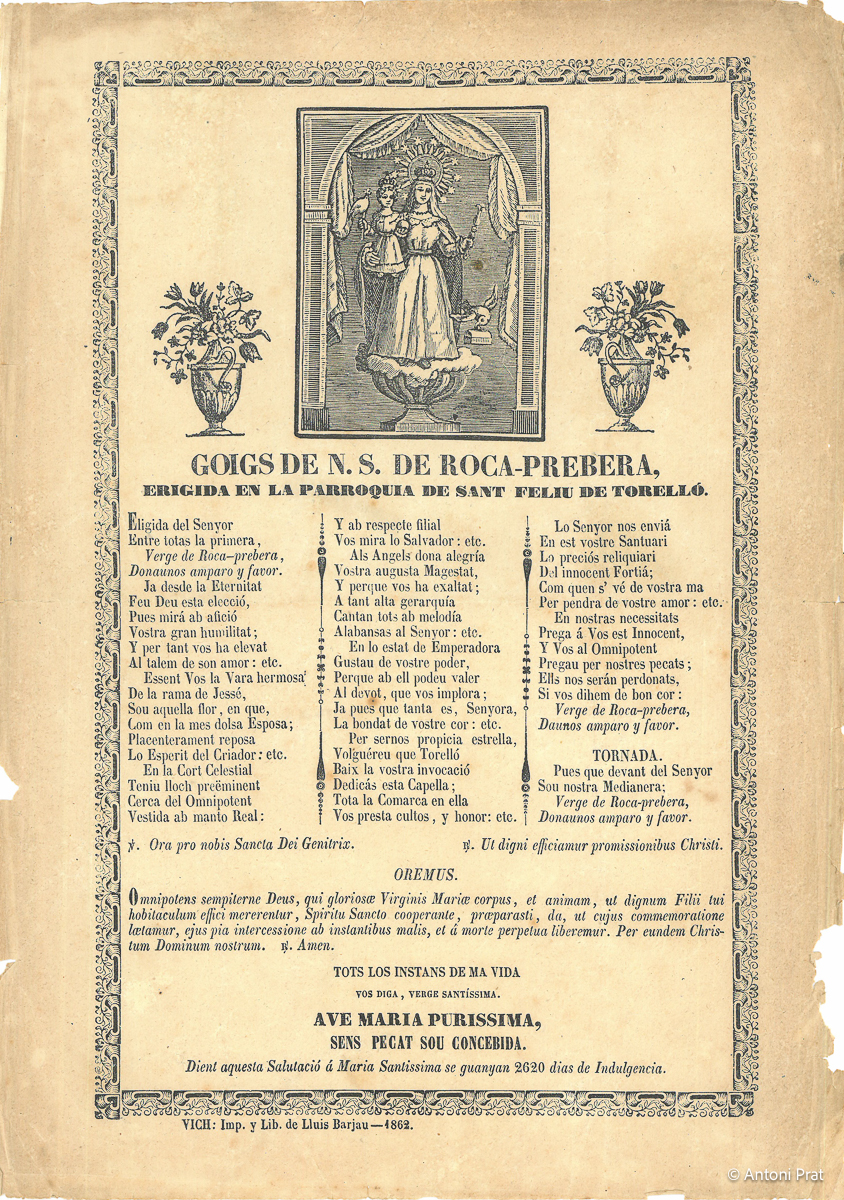 GOIGS DE N. S. DE ROCA-PREBERA,
ERIGIDA EN LA PARROQUIA DE SANT FELIU DE TORELLÓ.
Eligida del Senyor
Entre totas la primera,
Verge de Roca-prebera,
Donaunos amparo y favor.
Ja desde la Eternitat
Feu Deu esta elecció,
Pues mirá ab afició
Vostra gran humilitat;
Y per tant vos ha elevat
Al talem de son amor: etc.
Essent Vos la Vara hermosa
De la rama de Jessé,
Sou aquella flor, en que,
Com en la mes dolsa Esposa;
Placenterament reposa
Lo Esperit del Criador: etc.
En la Cort Celestial
Teniu lloch preëminent
Cerca del Omnipotent
Vestida ab manto Real:
Y ab respecte filial
Vos mira lo Salvador: etc.
Als Angels dona alegría
Vostra augusta Magestat,
Y perque vos ha exaltat;
A tant alta gerarquía
Cantan tots ab melodía
Alabansas al Senyor: etc.
En lo estat de Emperadora
Gustau de vostre poder,
Perque ab ell podeu valer
Al devot, que vos implora;
Ja pues que tanta es, Senyora,
La bondat de vostre cor: etc.
Per sernos propicia estrella,
Volguéreu que Torelló
Baix la vostra invocació
Dedicás esta Capella;
Tota la Comarca en ella
Vos presta cultos, y honor: etc.
Lo Senyor nos enviá
En est vostre Santuari
Lo preciós reliquiari
Del innocent Fortiá;
Com quen s' vé de vostra ma
Per pendra de vostre amor: etc.
En nostras necessitats
Prega á Vos est Innocent,
Y Vos al Omnipotent
Pregau per nostres pecats;
Ells nos serán perdonats,
Si vos dihem de bon cor:
Verge de Roca-prebera,
Daunos amparo y favor.
TORNADA.
Pues que devant del Senyor
Sou nostra Medianera;
Verge de Roca-prebera,
Donaunos amparo y favor.
℣. Ora pro nobis Sancta Dei Genitrix. ℟. Ut digni efficiamur promissionibus Christi.
OREMUS.
Omnipotens sempiterne Deus, qui gloriosæ Virginis Mariæ corpus, et animam, ut dignum Filii tui
hobitaculum effici mererentur, Spiritu Sancto cooperante, præparasti, da, ut cujus commemoratione
lætamur, ejus pia intercessione ab instantibus malis, et á morte perpetua liberemur. Per eundem Chris-
tum Dominum nostrum. ℟. Amen.
TOTS LOS INSTANS DE MA VIDA
VOS DIGA, VERGE SANTÍSSIMA.
AVE MARIA PURISSIMA,
SENS PECAT SOU CONCEBIDA.
Dient aquesta Salutació á Maria Santissima se guanyan 2620 dias de Indulgencia.
VICH: Imp. y Lib. de Lluis Barjau—1862.
© Antoni Prat